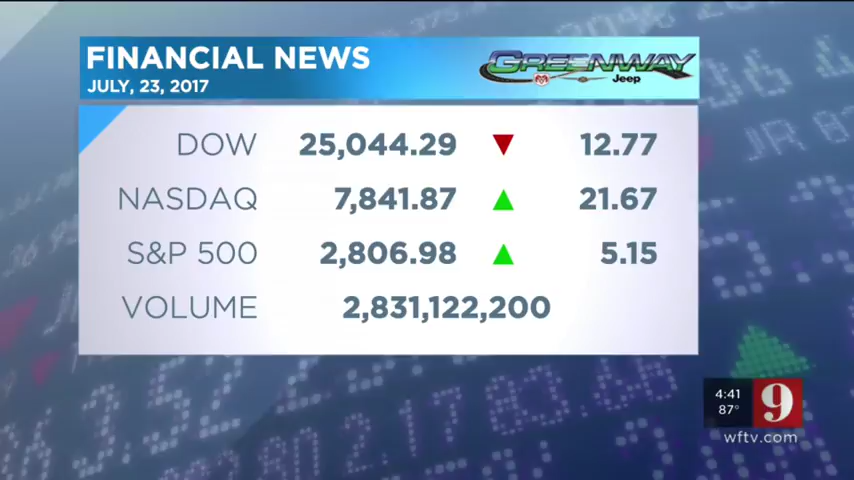 FINANCIAL NEWS
JULY, 23, 2017
GREENWAY
Jeep
DOW 25,044.29 ▼ 12.77
NASDAQ 7,841.87 ▲ 21.67
S&P 500 2,806.98 ▲ 5.15
VOLUME 2,831,122,200
4:41
87°
9
wftv.com